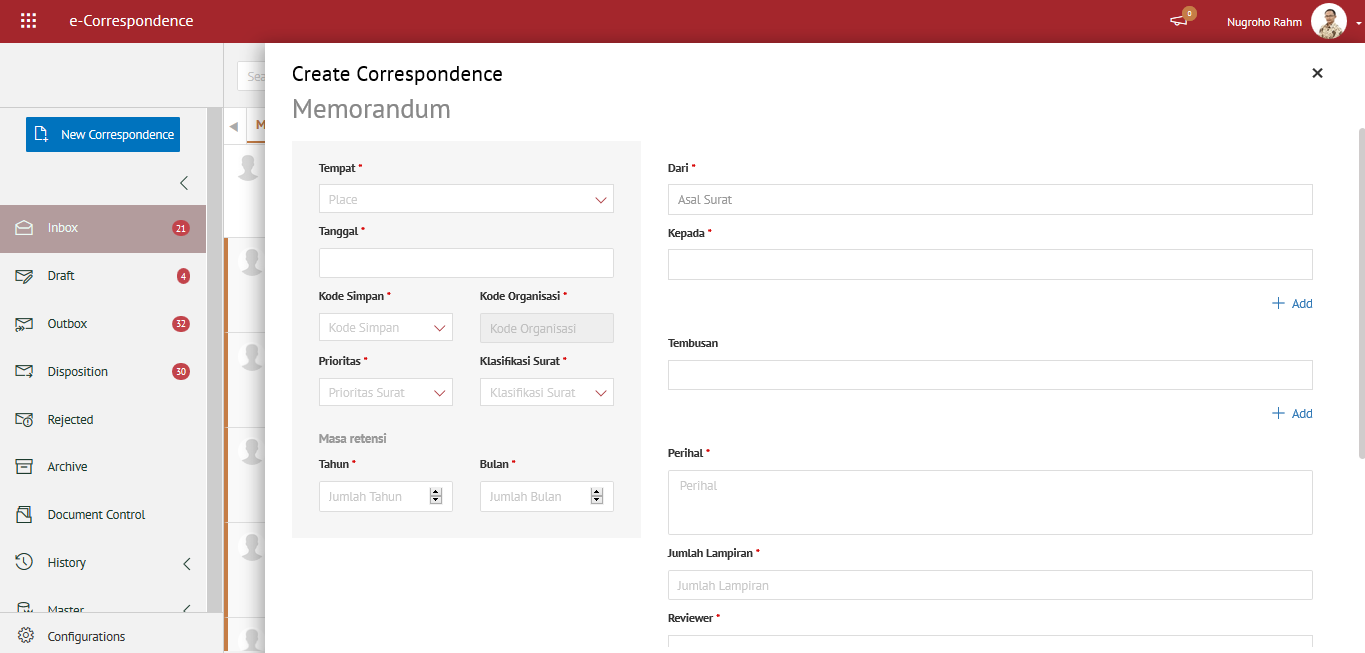 e-Correspondence
0
Nugroho Rahm
New Correspondence
Inbox
21
Draft
4
Outbox
32
Disposition
30
Rejected
Archive
Document Control
History
Master
Configurations
Sea
M
Create Correspondence
Memorandum
Tempat *
Place
Tanggal *
Kode Simpan *
Kode Organisasi *
Kode Simpan
Kode Organisasi
Prioritas *
Klasifikasi Surat *
Prioritas Surat
Klasifikasi Surat
Masa retensi
Tahun *
Bulan *
Jumlah Tahun
Jumlah Bulan
Dari *
Asal Surat
Kepada *
Add
Tembusan
Add
Perihal *
Perihal
Jumlah Lampiran *
Jumlah Lampiran
Reviewer *